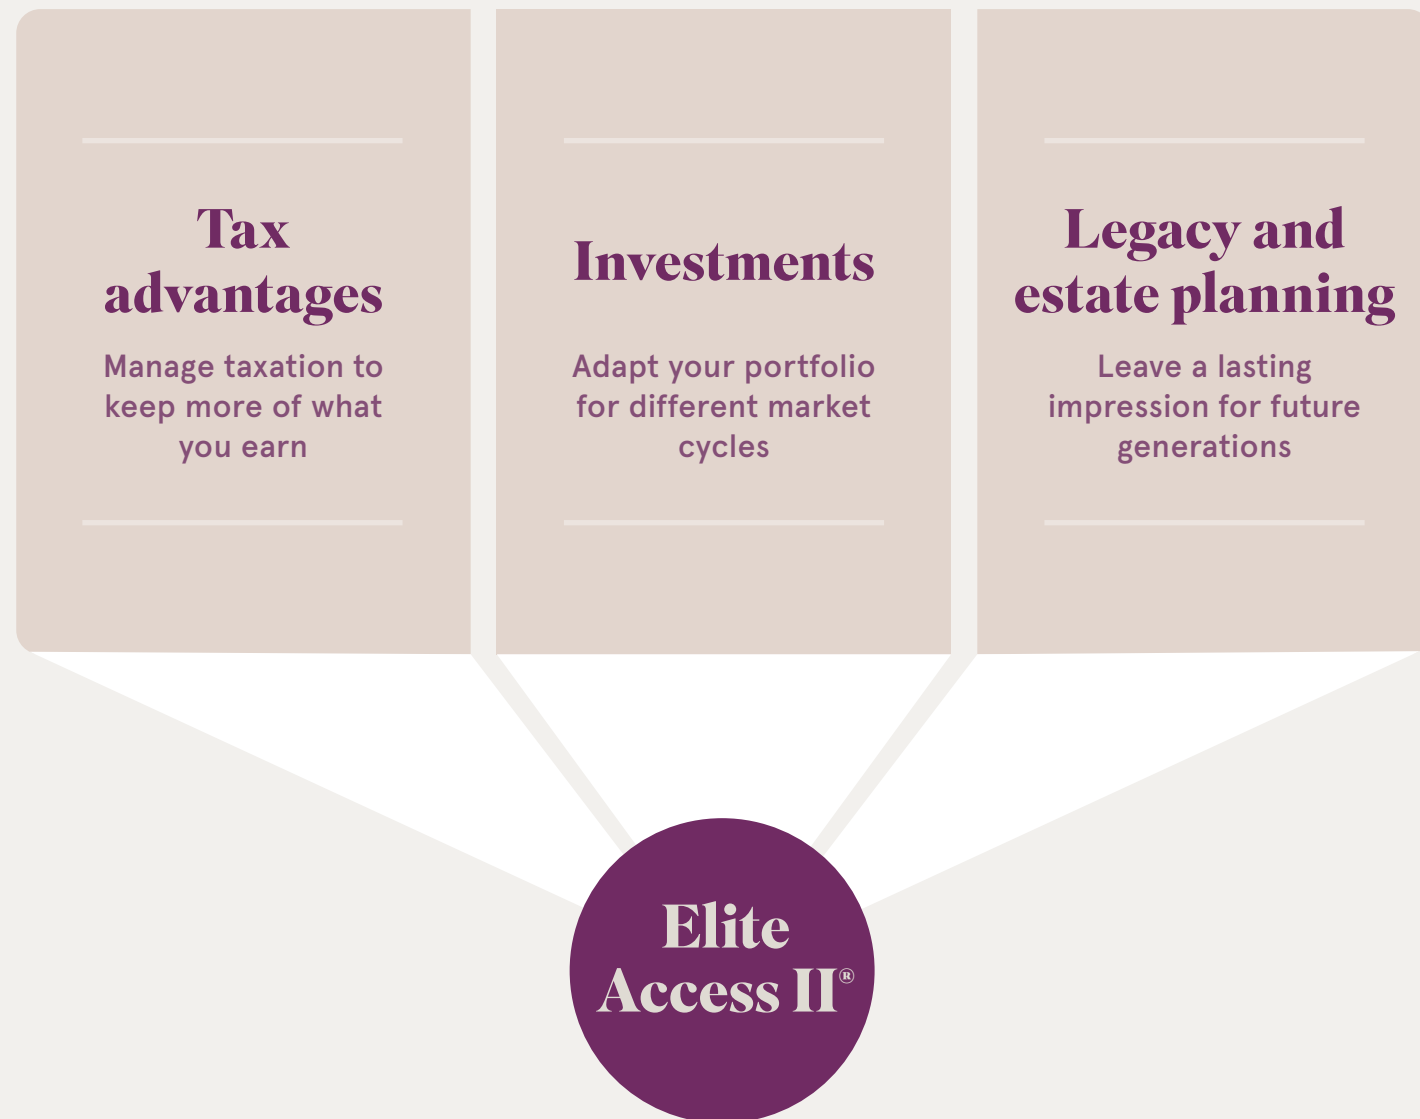 Tax
advantages
Manage taxation to
keep more of what
you earn
Investments
Adapt your portfolio
for different market
cycles
Legacy and
estate planning
Leave a lasting
impression for future
generations
Elite
Access II®